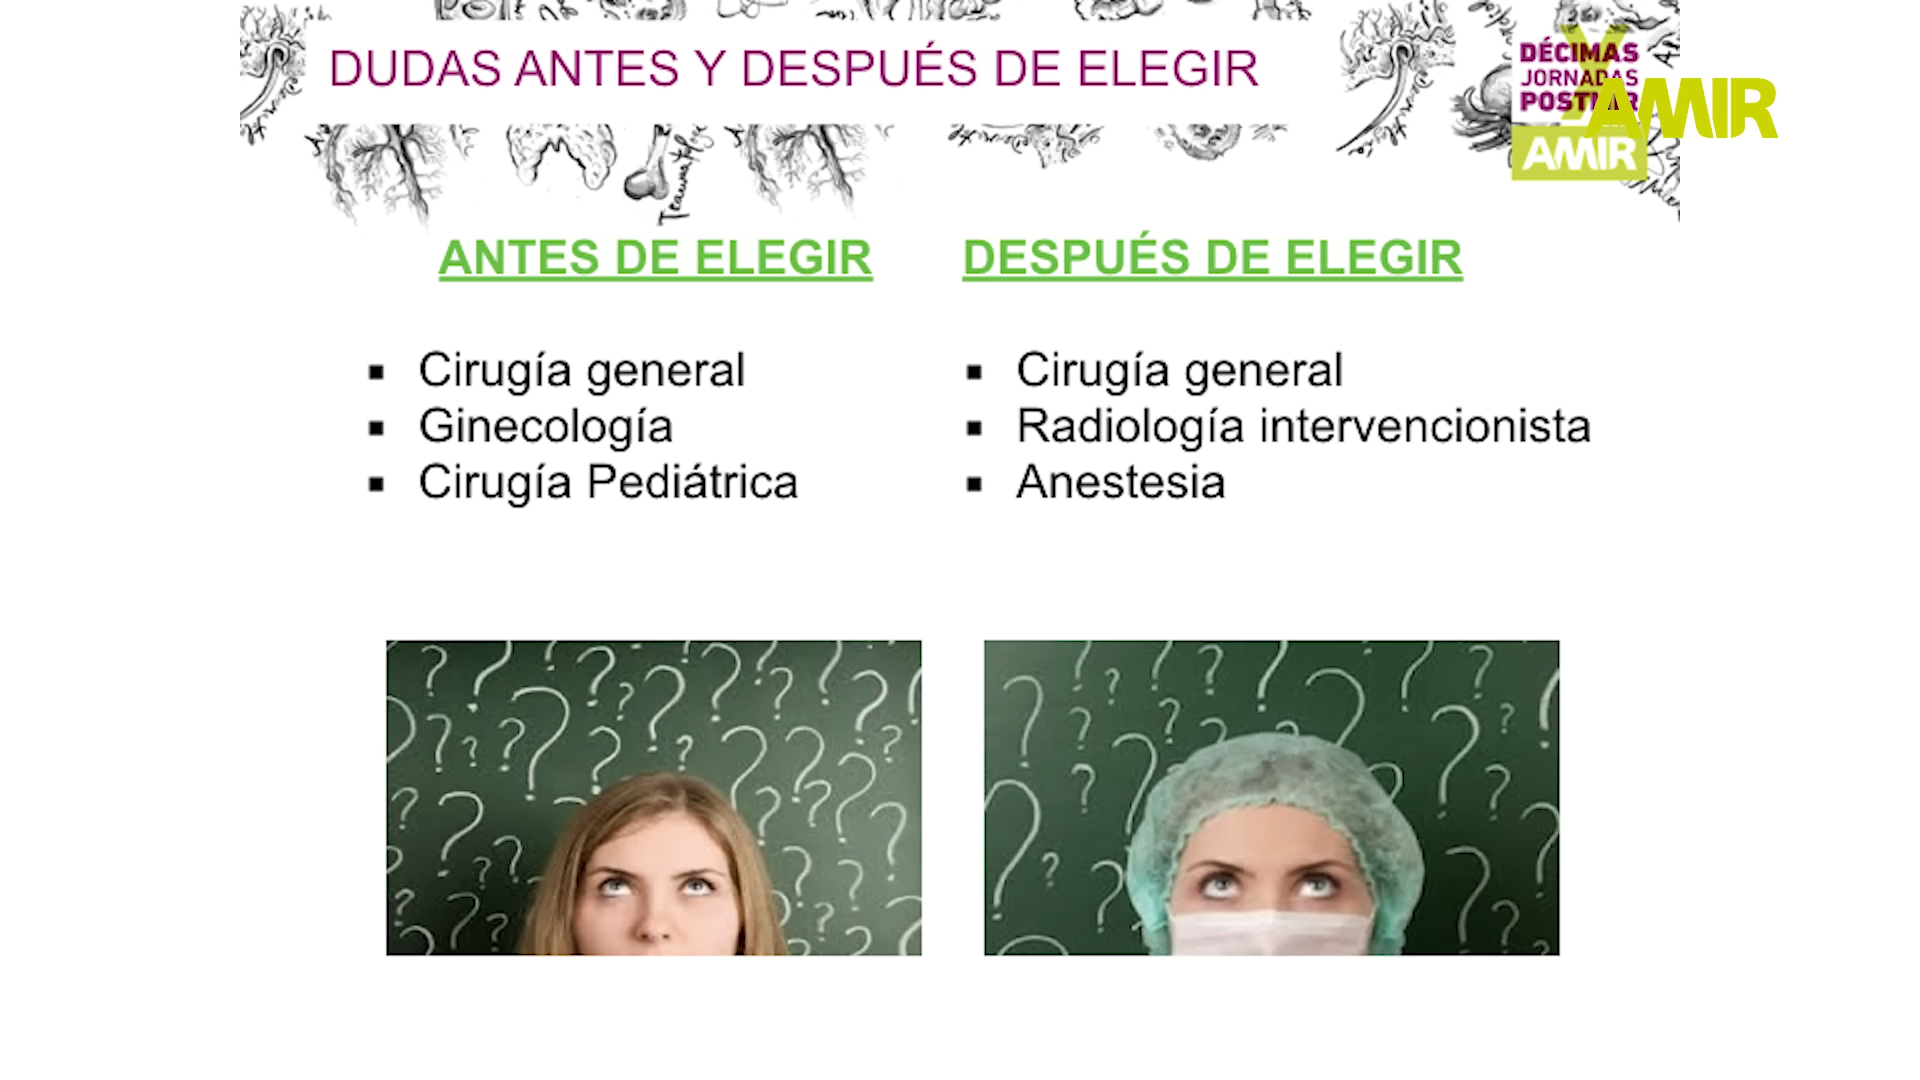 DUDAS ANTES Y DESPUÉS DE ELEGIR
DÉCIMAS
JORNADAS
AMIR
AMIR
ANTES DE ELEGIR
DESPUÉS DE ELEGIR
▪ Cirugía general
▪ Ginecología
▪ Cirugía Pediátrica
▪ Cirugía general
▪ Radiología intervencionista
▪ Anestesia